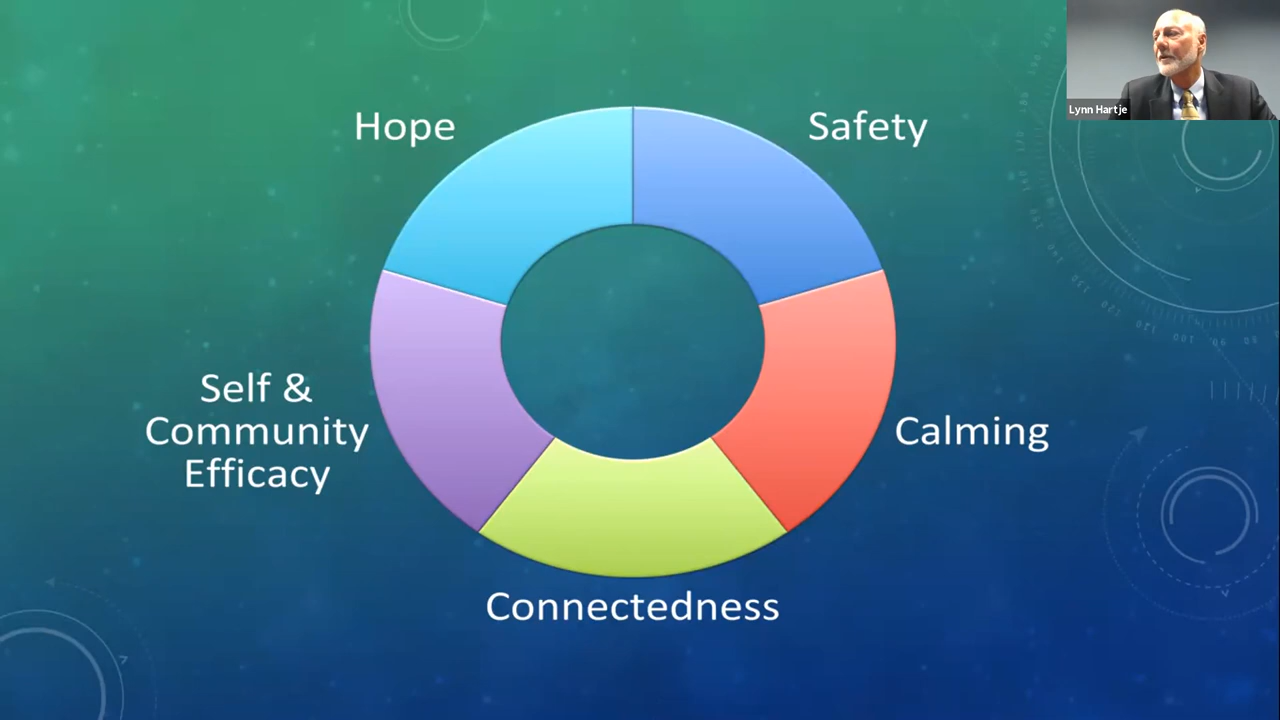 Hope
Safety
Lynn Hartje
Self &
Community
Efficacy
Calming
Connectedness